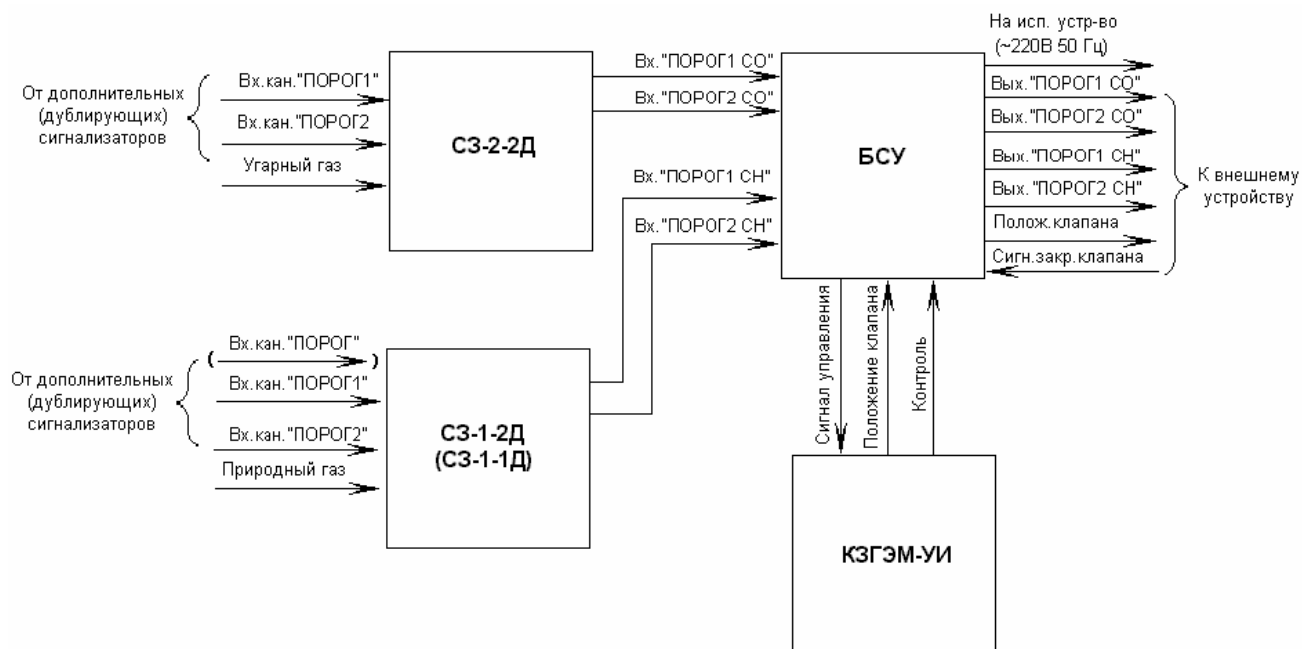 На исп. устр-во
(~220В 50 Гц)
От дополнительных
(дублирующих)
сигнализаторов
Вх.кан."ПОРОГ1"
Вх.кан."ПОРОГ2
Угарный газ
СЗ-2-2Д
Вх."ПОРОГ1 СО"
Вх."ПОРОГ2 СО"
Вх."ПОРОГ1 СН"
Вх."ПОРОГ2 СН"
БСУ
Вых."ПОРОГ1 СО"
Вых."ПОРОГ2 СО"
Вых."ПОРОГ1 СН"
Вых."ПОРОГ2 СН"
Полож.клапана
Сигн.закр.клапана
К внешнему
устройству
От дополнительных
(дублирующих)
сигнализаторов
( Вх.кан."ПОРОГ" )
Вх.кан."ПОРОГ1"
Вх.кан."ПОРОГ2"
Природный газ
СЗ-1-2Д
(СЗ-1-1Д)
Сигнал управления
Положение клапана
Контроль
КЗГЭМ-УИ